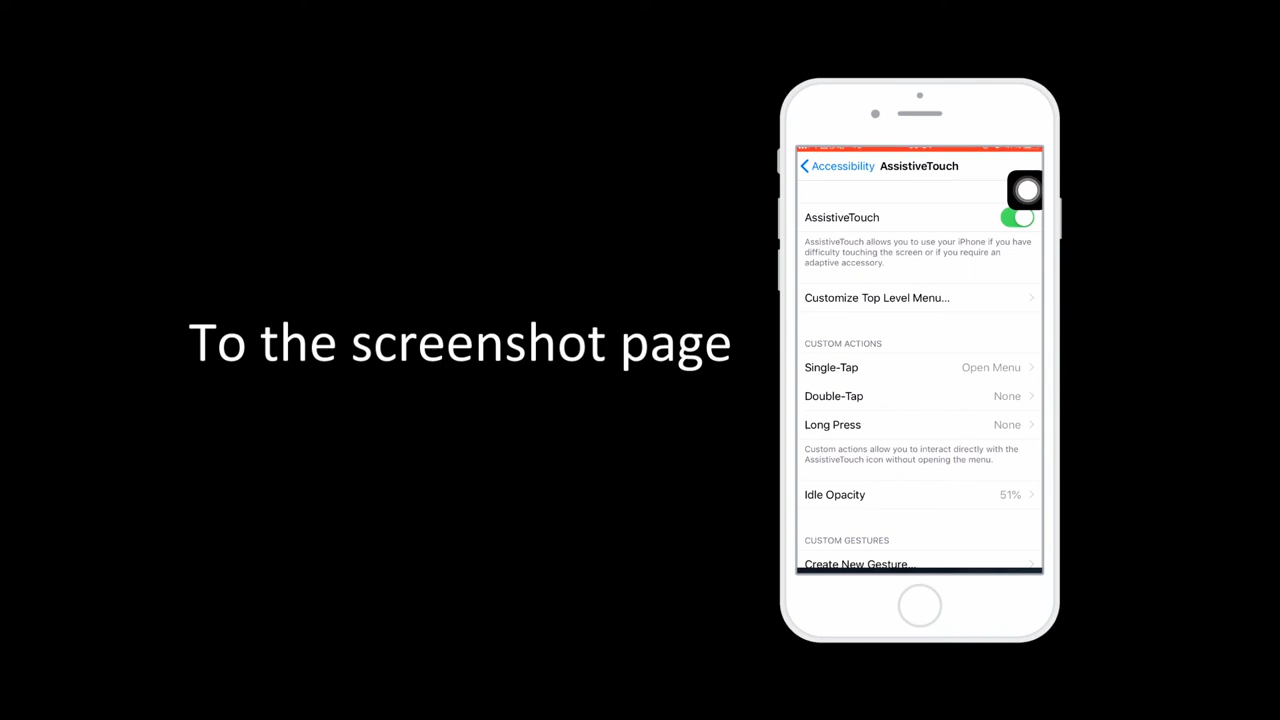 To the screenshot page
Accessibility AssistiveTouch
AssistiveTouch
AssistiveTouch allows you to use your iPhone if you have
difficulty touching the screen or if you require an
adaptive accessory.
Customize Top Level Menu...
CUSTOM ACTIONS
Single-Tap Open Menu
Double-Tap None
Long Press None
Custom actions allow you to interact directly with the
AssistiveTouch icon without opening the menu.
Idle Opacity 51%
CUSTOM GESTURES
Create New Gesture...